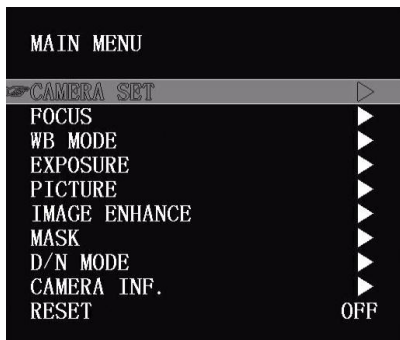 MAIN MENU
CAMERA SET
FOCUS
WB MODE
EXPOSURE
PICTURE
IMAGE ENHANCE
MASK
D/N MODE
CAMERA INF.
RESET OFF